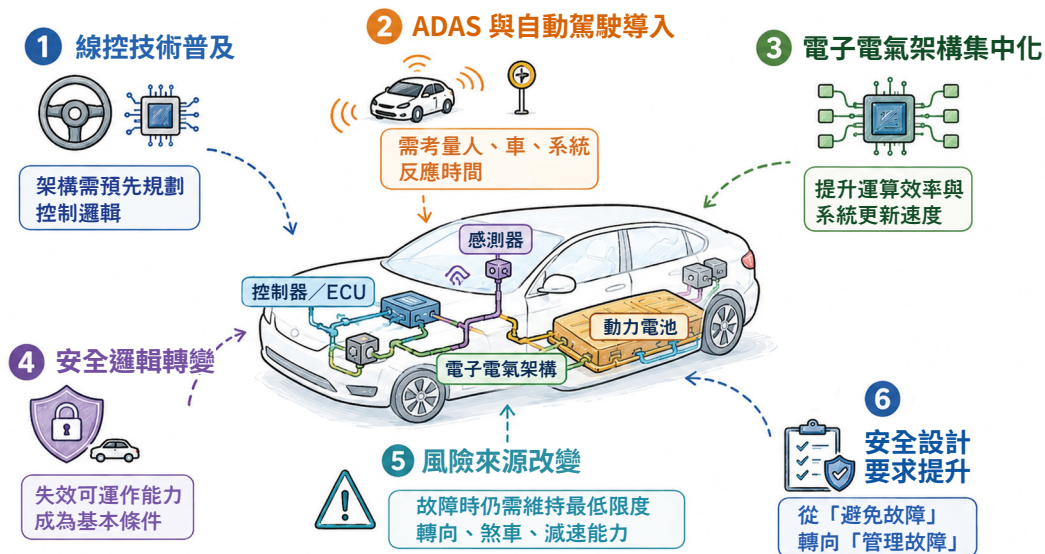 1 線控技術普及
架構需預先規劃
控制邏輯
2 ADAS 與自動駕駛導入
需考量人、車、系統
反應時間
3 電子電氣架構集中化
提升運算效率與
系統更新速度
感測器
控制器／ECU
動力電池
電子電氣架構
4 安全邏輯轉變
失效可運作能力
成為基本條件
5 風險來源改變
故障時仍需維持最低限度
轉向、煞車、減速能力
6
安全設計
要求提升
從「避免故障」
轉向「管理故障」